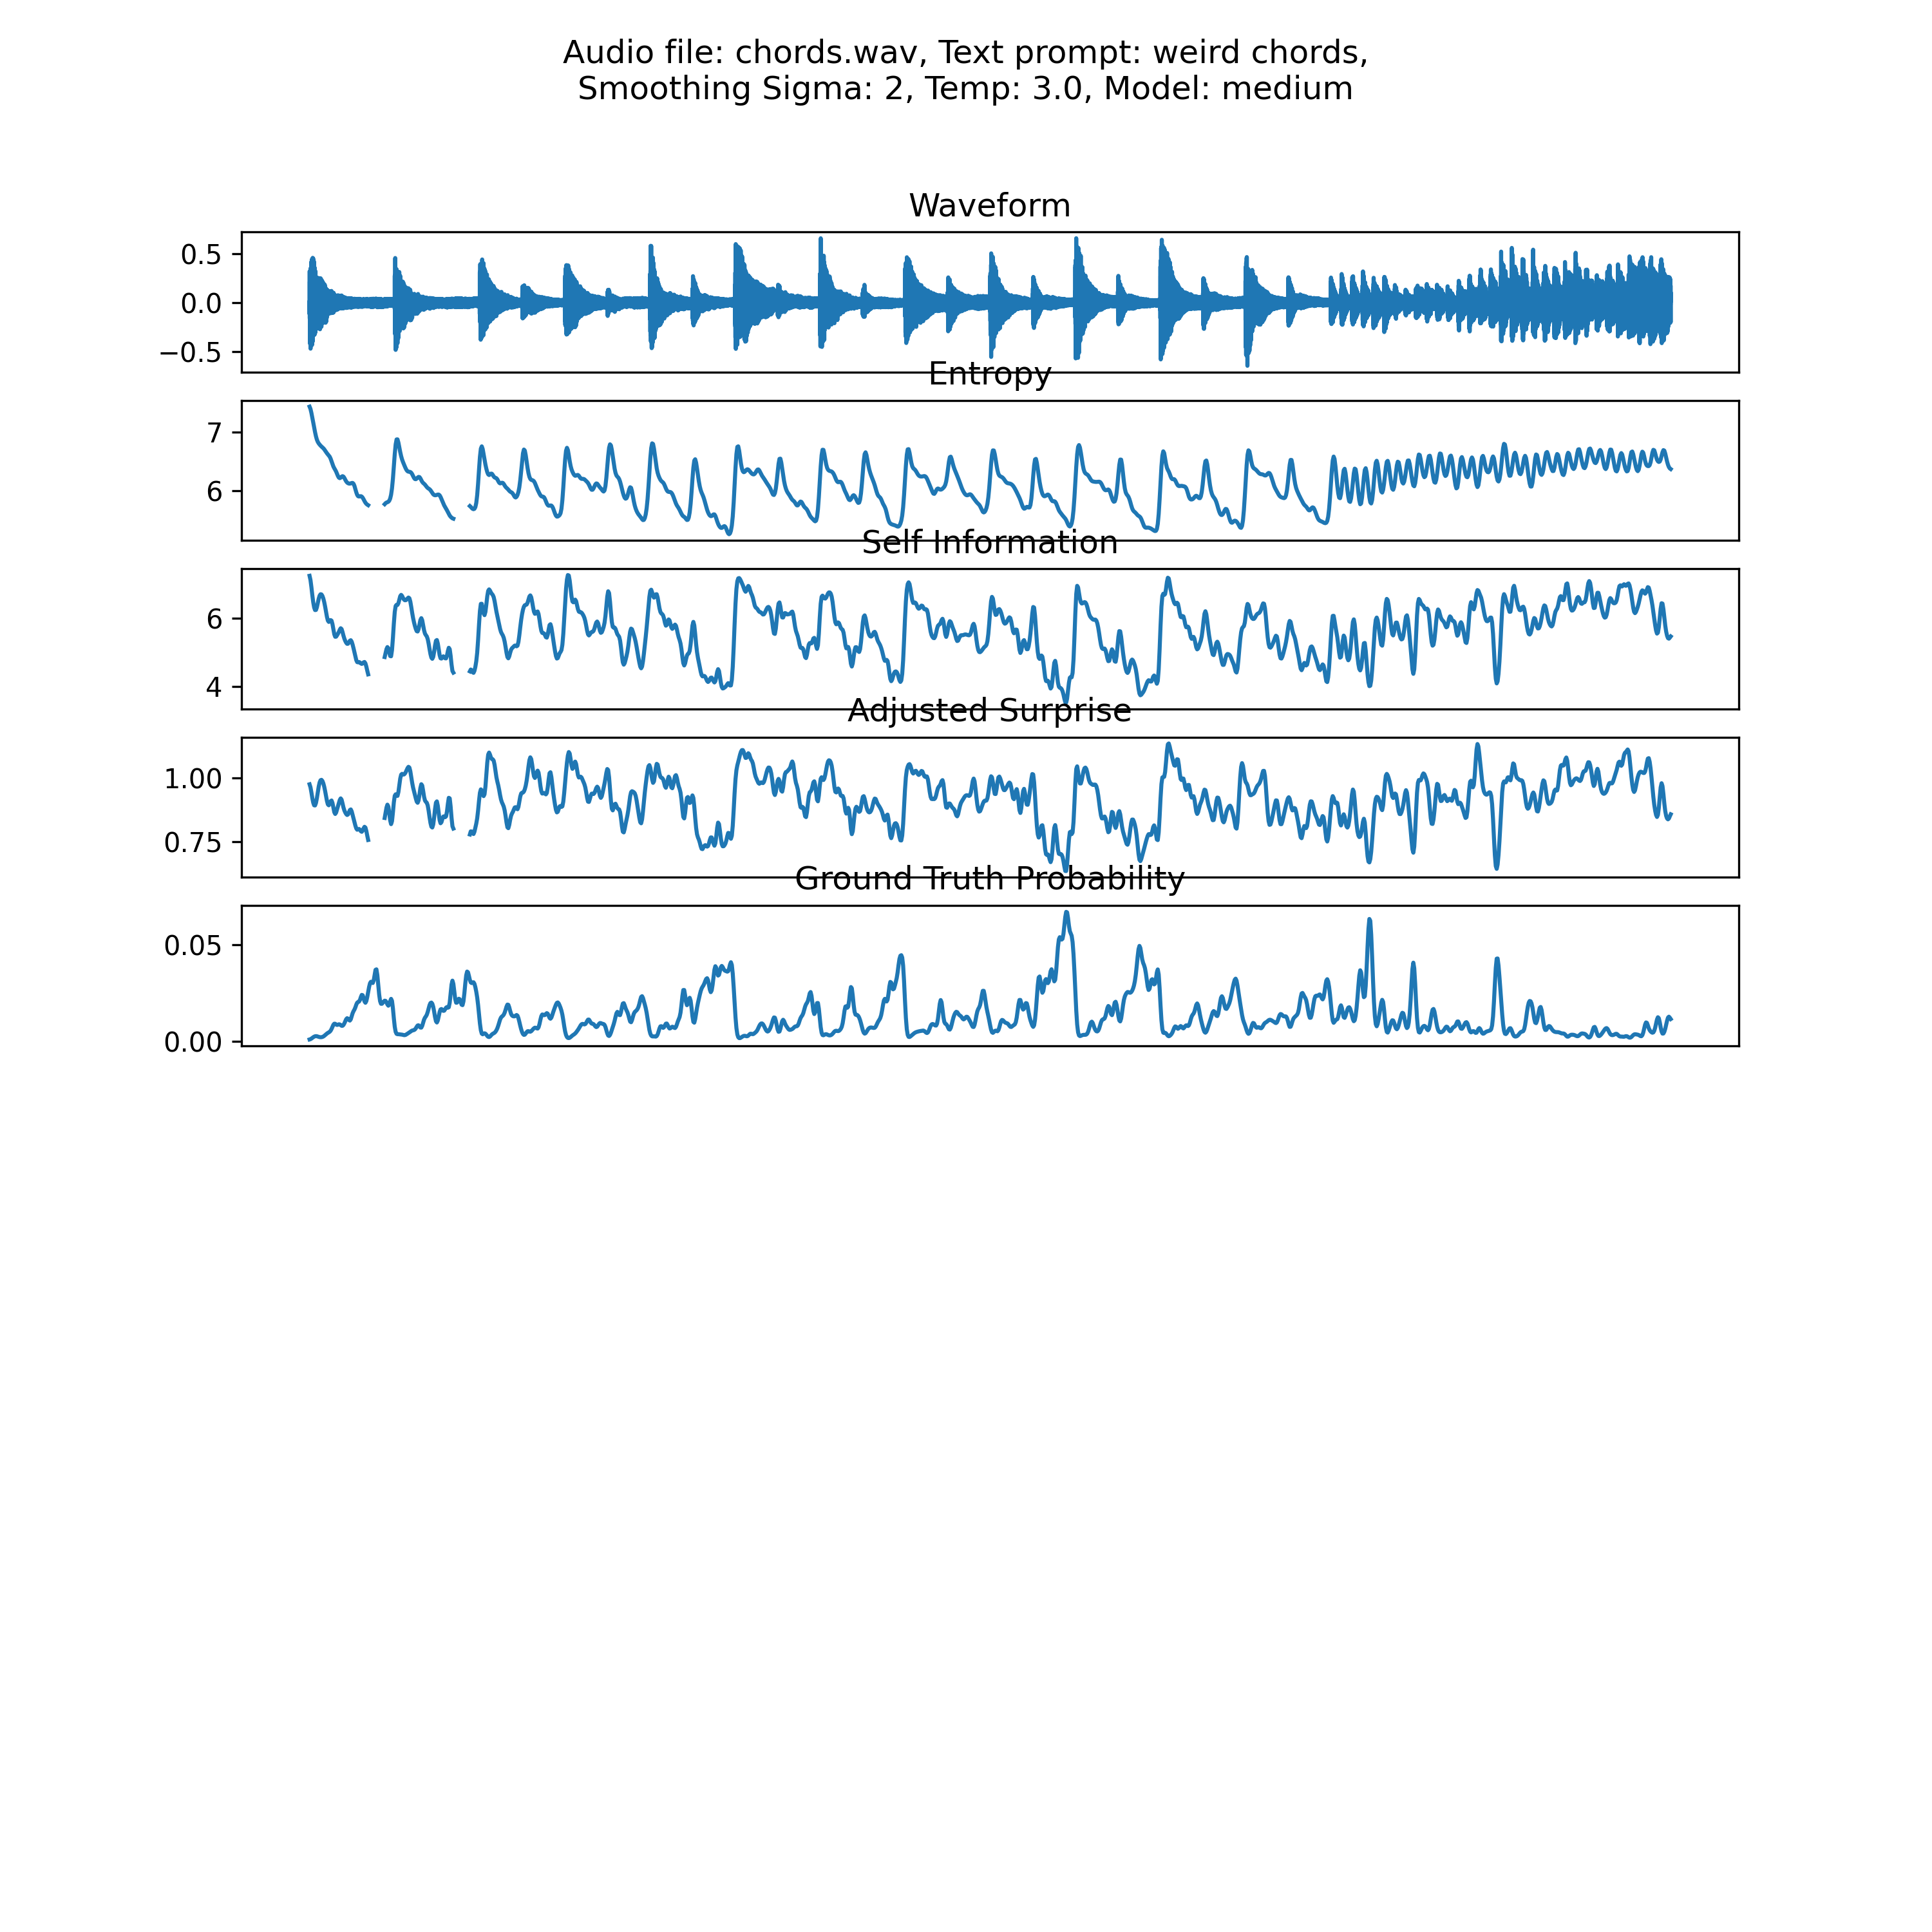 Audio file: chords.wav, Text prompt: weird chords,
Smoothing Sigma: 2, Temp: 3.0, Model: medium
Waveform
0.5
0.0
−0.5
Entropy
7
6
Self Information
6
4
Adjusted Surprise
1.00
0.75
Ground Truth Probability
0.05
0.00